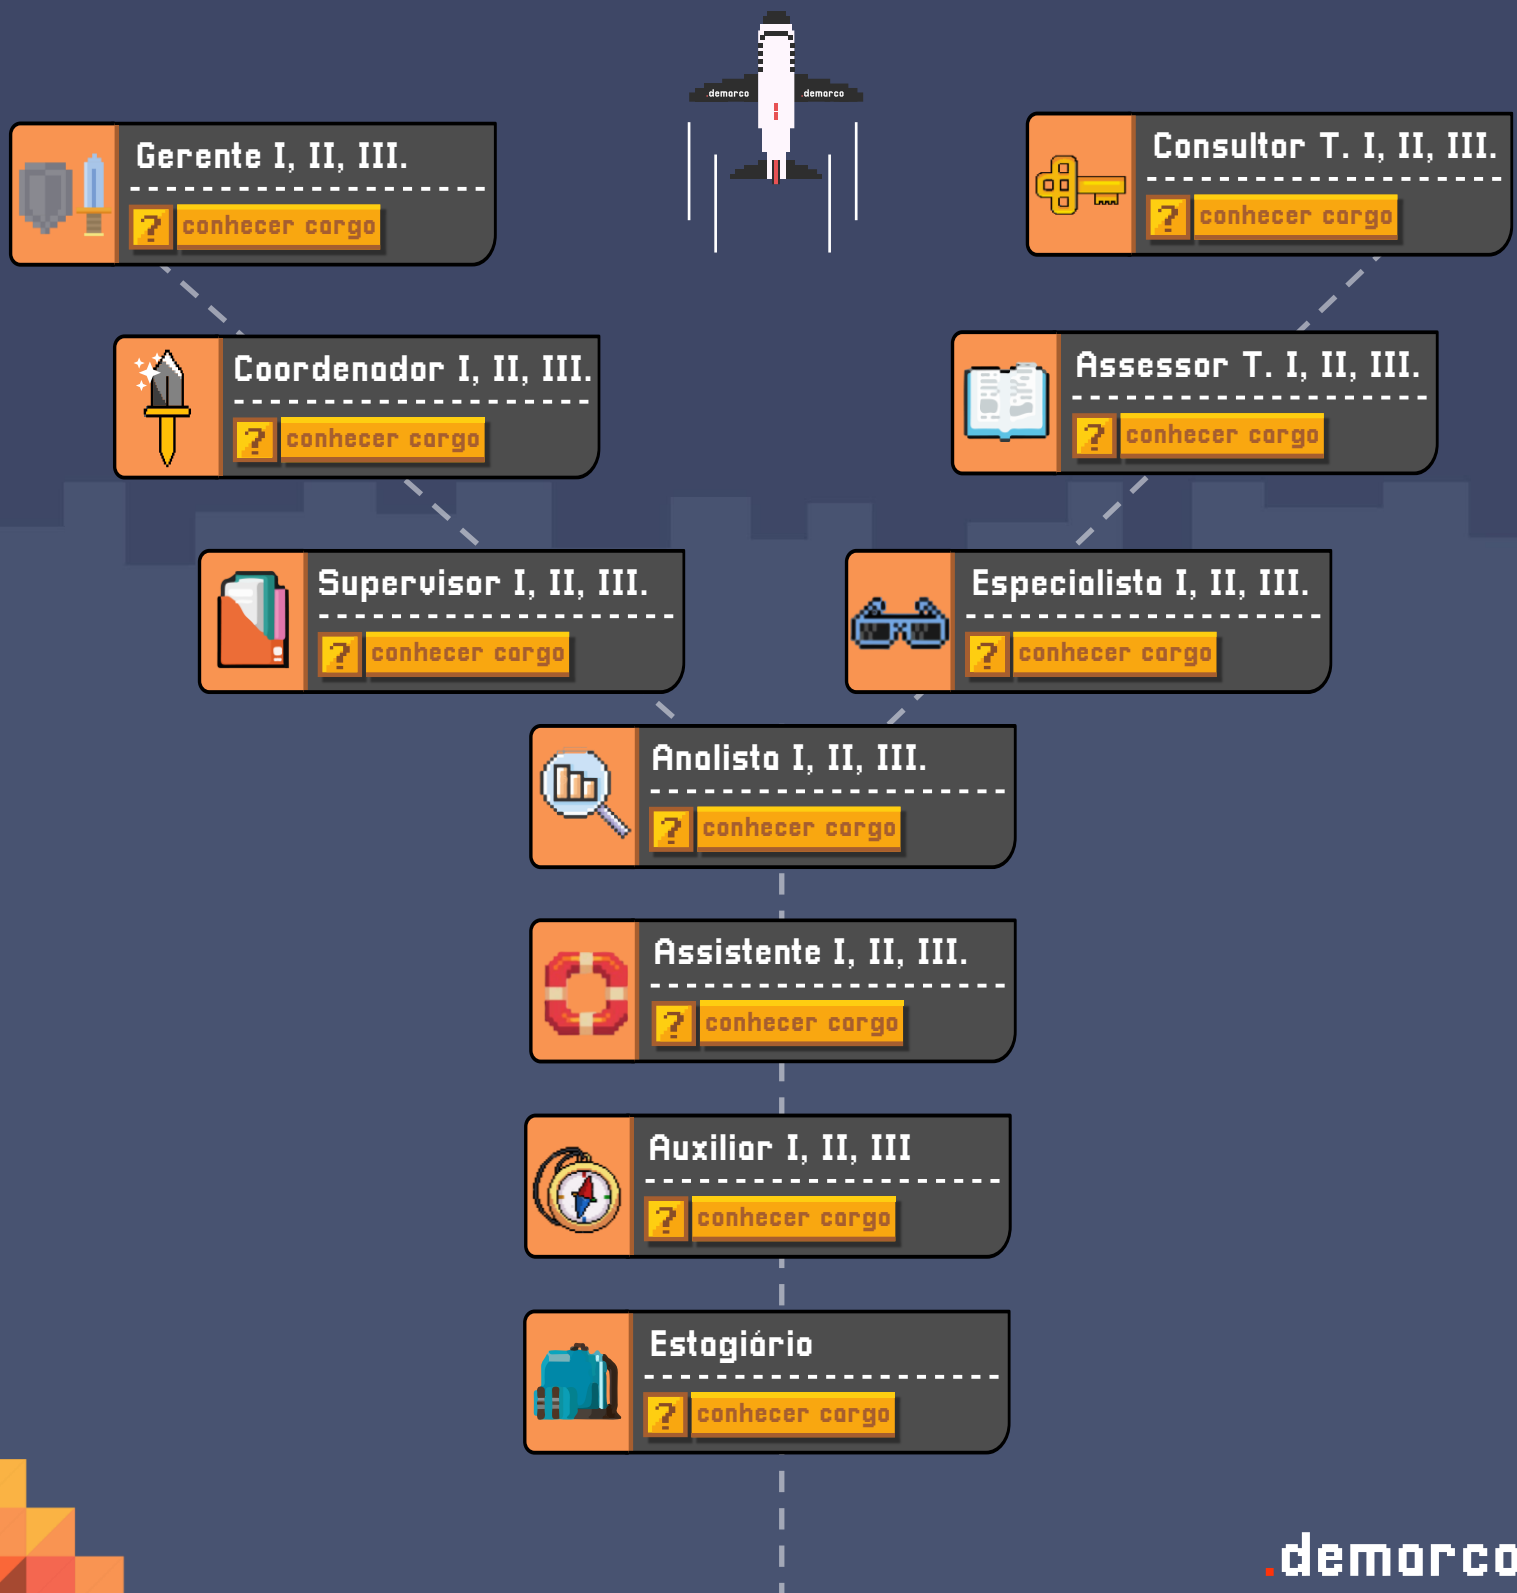 .demarco .demarco
Gerente I, II, III.
? conhecer cargo
Consultor T. I, II, III.
? conhecer cargo
Coordenador I, II, III.
? conhecer cargo
Assessor T. I, II, III.
? conhecer cargo
Supervisor I, II, III.
? conhecer cargo
Especialista I, II, III.
? conhecer cargo
Analista I, II, III.
? conhecer cargo
Assistente I, II, III.
? conhecer cargo
Auxiliar I, II, III
? conhecer cargo
Estagiário
? conhecer cargo
.demarco